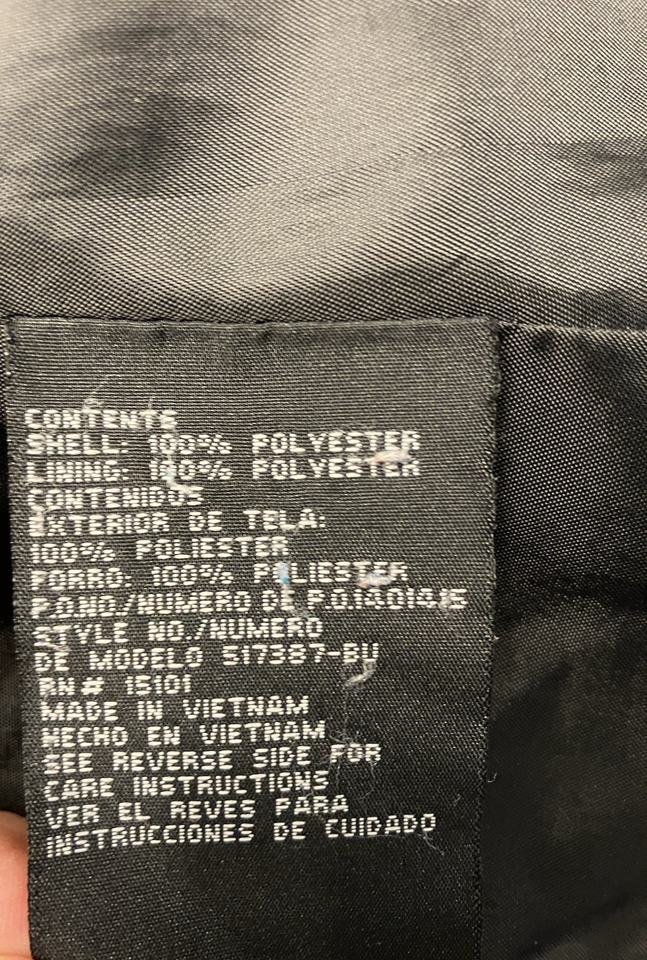 CONTENTS
SHELL: 100% POLYESTER
LINING: 100% POLYESTER
CONTENIDOS
EXTERIOR DE TELA:
100% POLIESTER
FORRO: 100% POLIESTER
P.O.NO./NUMERO DE P.O.1401415
STYLE NO./NUMERO
DE MODELO 517387-BU
RN# 15101
MADE IN VIETNAM
HECHO EN VIETNAM
SEE REVERSE SIDE FOR
CARE INSTRUCTIONS
VER EL REVES PARA
INSTRUCCIONES DE CUIDADO